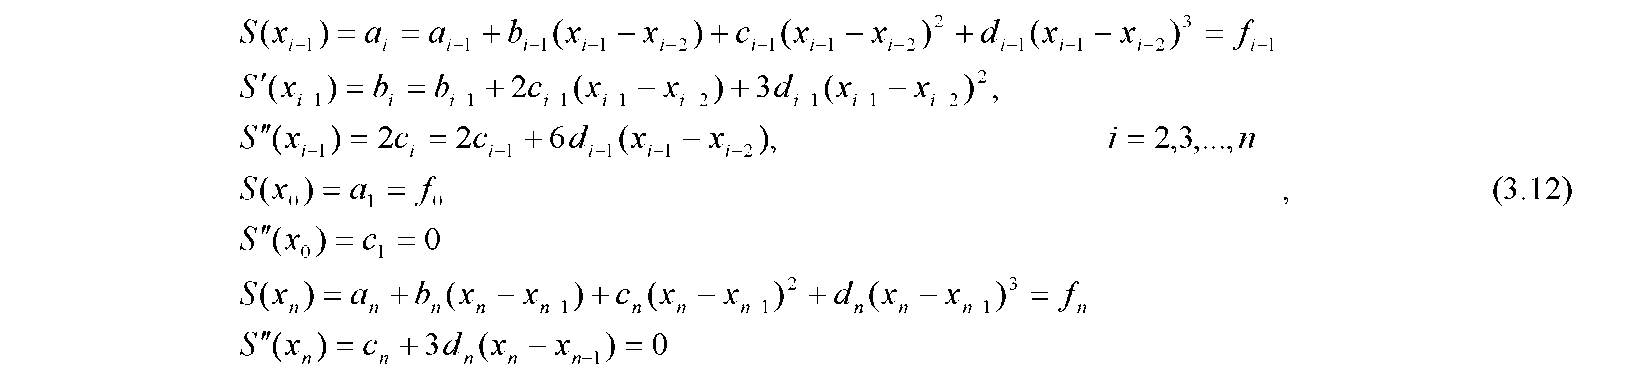 S(x_{i−1}) = a_i = a_{i−1} + b_{i−1}(x_{i−1} − x_{i−2}) + c_{i−1}(x_{i−1} − x_{i−2})^2 + d_{i−1}(x_{i−1} − x_{i−2})^3 = f_{i−1}
S′(x_{i 1}) = b_i = b_{i 1} + 2c_{i 1}(x_{i 1} − x_{i 2}) + 3d_{i 1}(x_{i 1} − x_{i 2})^2,
S″(x_{i−1}) = 2c_i = 2c_{i−1} + 6d_{i−1}(x_{i−1} − x_{i−2}), i = 2,3,...,n
S(x_0) = a_1 = f_0 , (3.12)
S″(x_0) = c_1 = 0
S(x_n) = a_n + b_n(x_n − x_{n 1}) + c_n(x_n − x_{n 1})^2 + d_n(x_n − x_{n 1})^3 = f_n
S″(x_n) = c_n + 3d_n(x_n − x_{n−1}) = 0